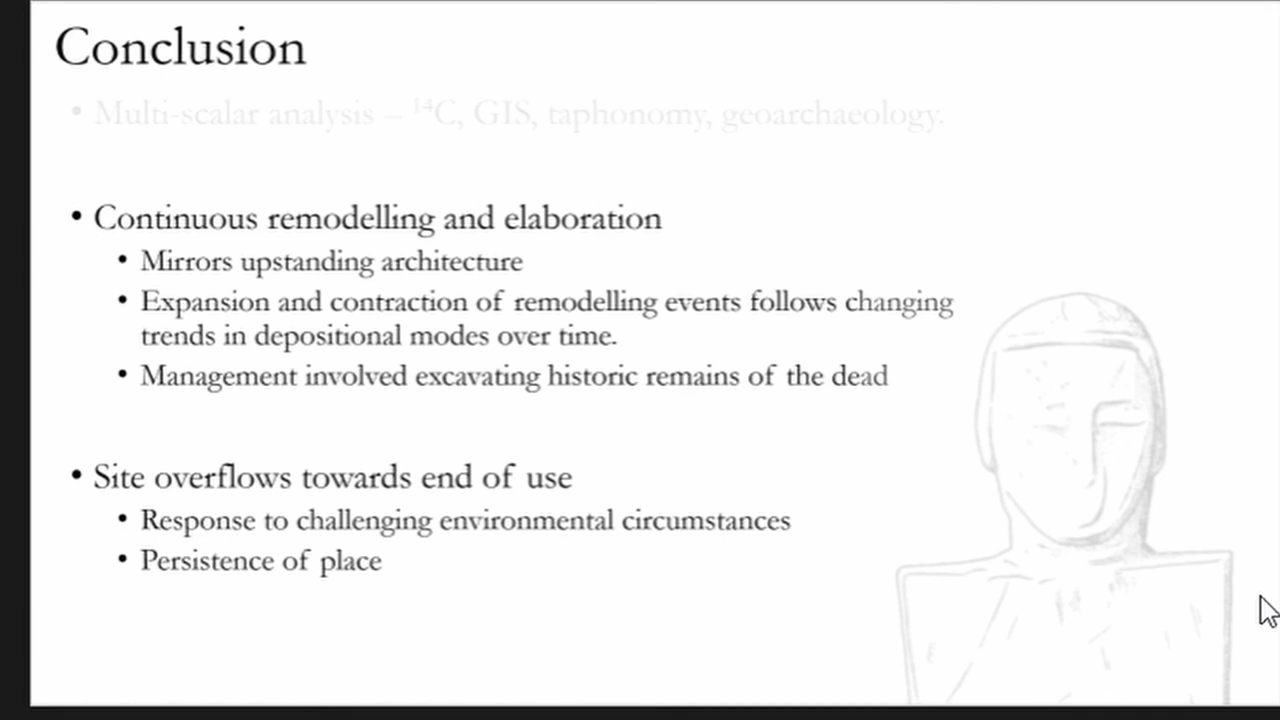 Conclusion
• Multi-scalar analysis – ¹⁴C, GIS, taphonomy, geoarchaeology.
• Continuous remodelling and elaboration
• Mirrors upstanding architecture
• Expansion and contraction of remodelling events follows changing
trends in depositional modes over time.
• Management involved excavating historic remains of the dead
• Site overflows towards end of use
• Response to challenging environmental circumstances
• Persistence of place